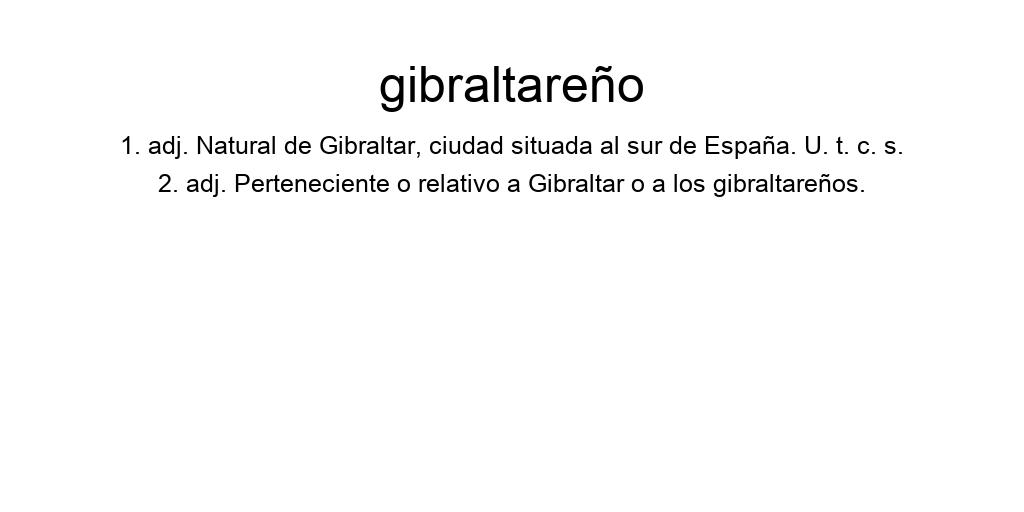 gibraltareño
1. adj. Natural de Gibraltar, ciudad situada al sur de España. U. t. c. s.
2. adj. Perteneciente o relativo a Gibraltar o a los gibraltareños.